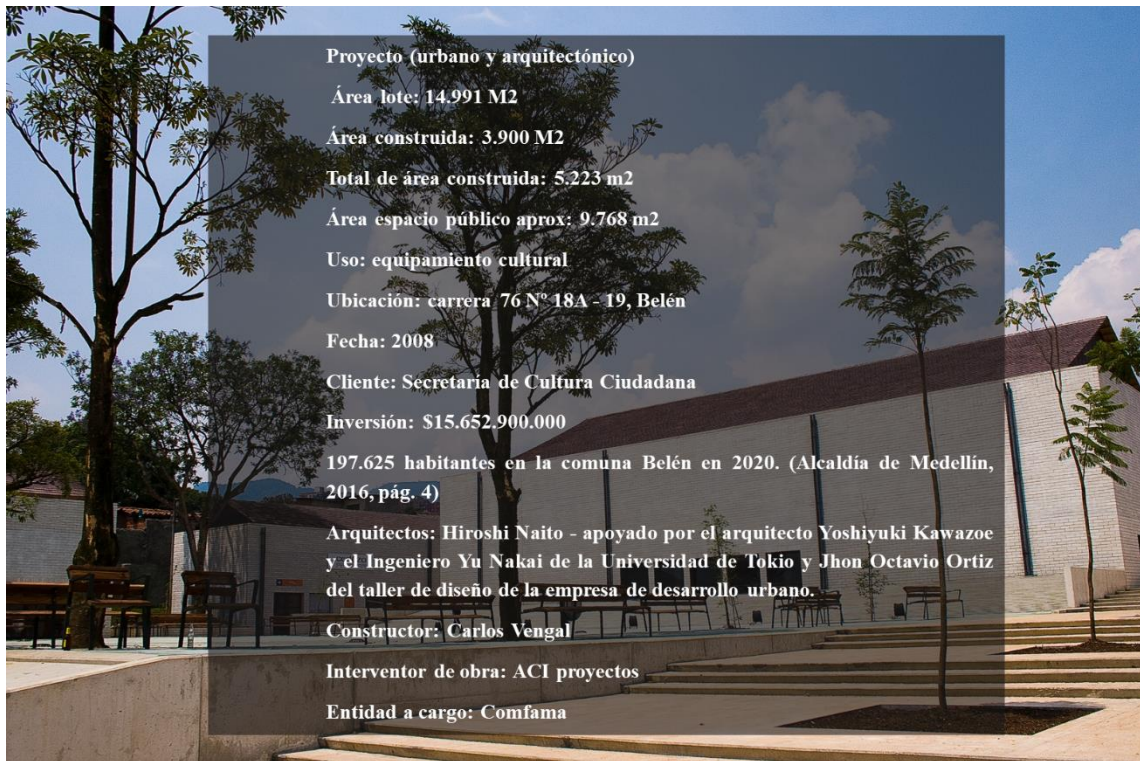 Proyecto (urbano y arquitectónico)
Área lote: 14.991 M2
Área construida: 3.900 M2
Total de área construida: 5.223 m2
Área espacio público aprox: 9.768 m2
Uso: equipamiento cultural
Ubicación: carrera 76 Nº 18A - 19, Belén
Fecha: 2008
Cliente: Secretaria de Cultura Ciudadana
Inversión: $15.652.900.000
197.625 habitantes en la comuna Belén en 2020. (Alcaldía de Medellín,
2016, pág. 4)
Arquitectos: Hiroshi Naito - apoyado por el arquitecto Yoshiyuki Kawazoe
y el Ingeniero Yu Nakai de la Universidad de Tokio y Jhon Octavio Ortiz
del taller de diseño de la empresa de desarrollo urbano.
Constructor: Carlos Vengal
Interventor de obra: ACI proyectos
Entidad a cargo: Comfama